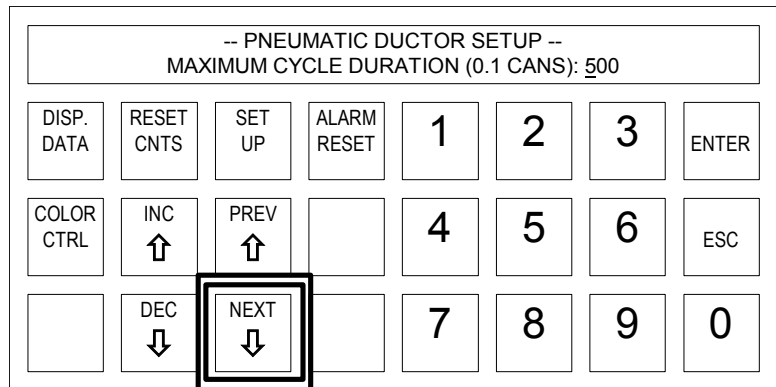 -- PNEUMATIC DUCTOR SETUP --
MAXIMUM CYCLE DURATION (0.1 CANS): 500
DISP.
DATA
RESET
CNTS
SET
UP
ALARM
RESET
1
2
3
ENTER
COLOR
CTRL
INC
PREV
4
5
6
ESC
DEC
NEXT
7
8
9
0